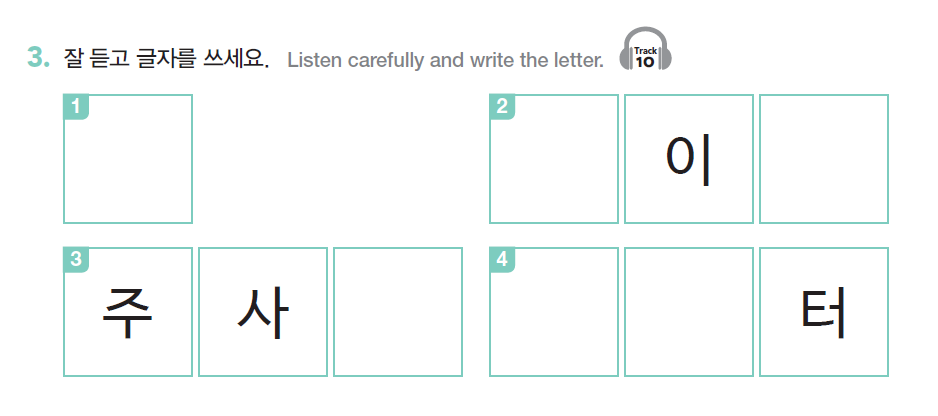 3. 잘 듣고 글자를 쓰세요. Listen carefully and write the letter. Track 10
1
2 이
3 주 사
4 터